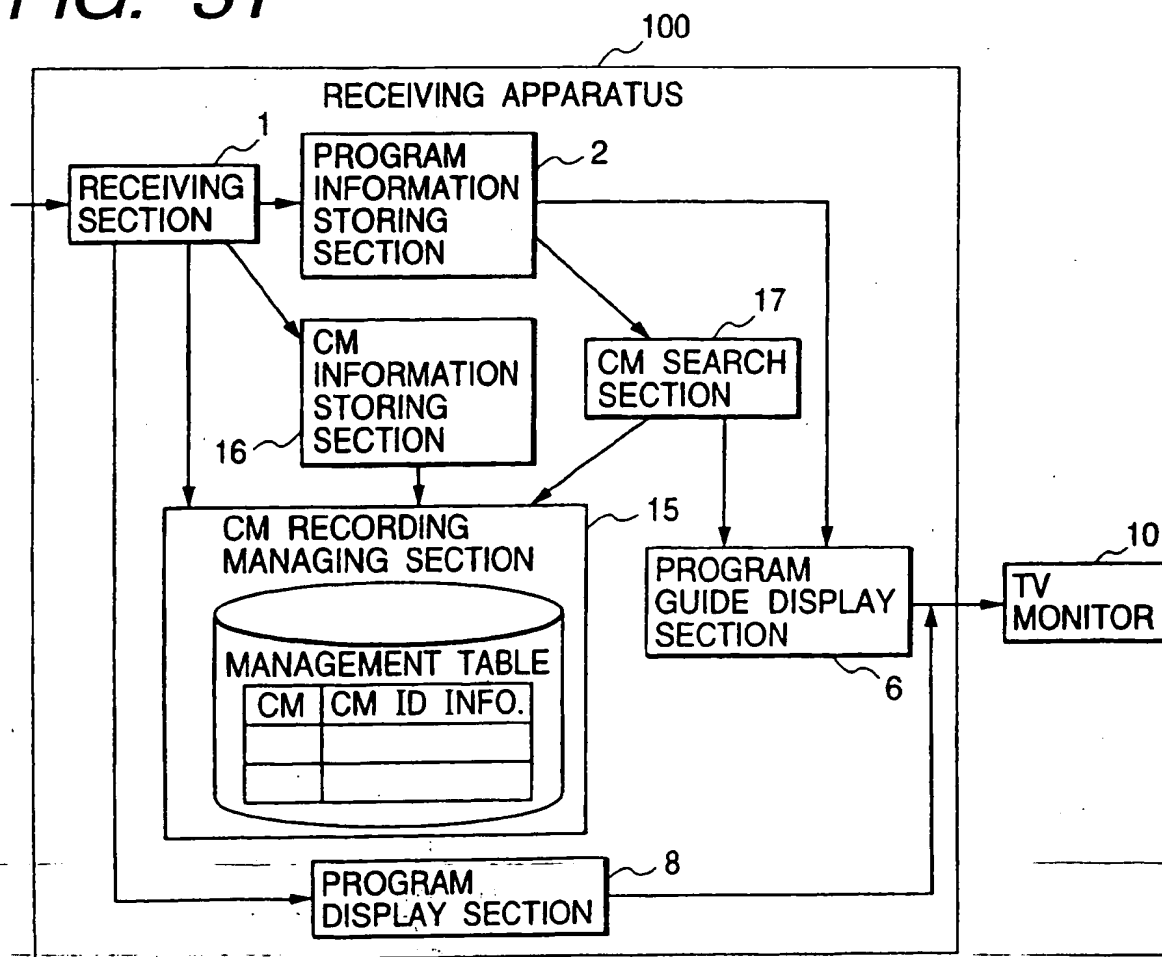 FIG. 31
100
RECEIVING APPARATUS
1
RECEIVING
SECTION
PROGRAM
INFORMATION
STORING
SECTION
2
CM
INFORMATION
STORING
SECTION
16
17
CM SEARCH
SECTION
CM RECORDING
MANAGING SECTION
15
MANAGEMENT TABLE
CM
CM ID INFO.
PROGRAM
GUIDE DISPLAY
SECTION
6
10
TV
MONITOR
PROGRAM
DISPLAY SECTION
8